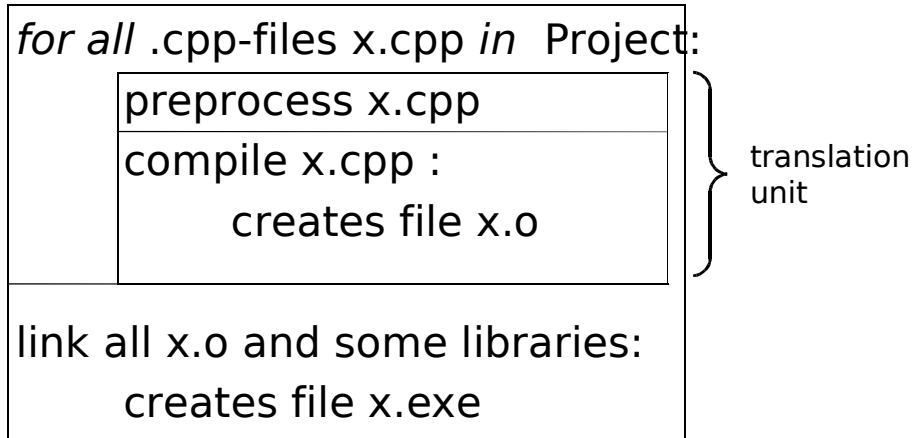 for all .cpp-files x.cpp in Project:
preprocess x.cpp
compile x.cpp :
creates file x.o
translation
unit
link all x.o and some libraries:
creates file x.exe